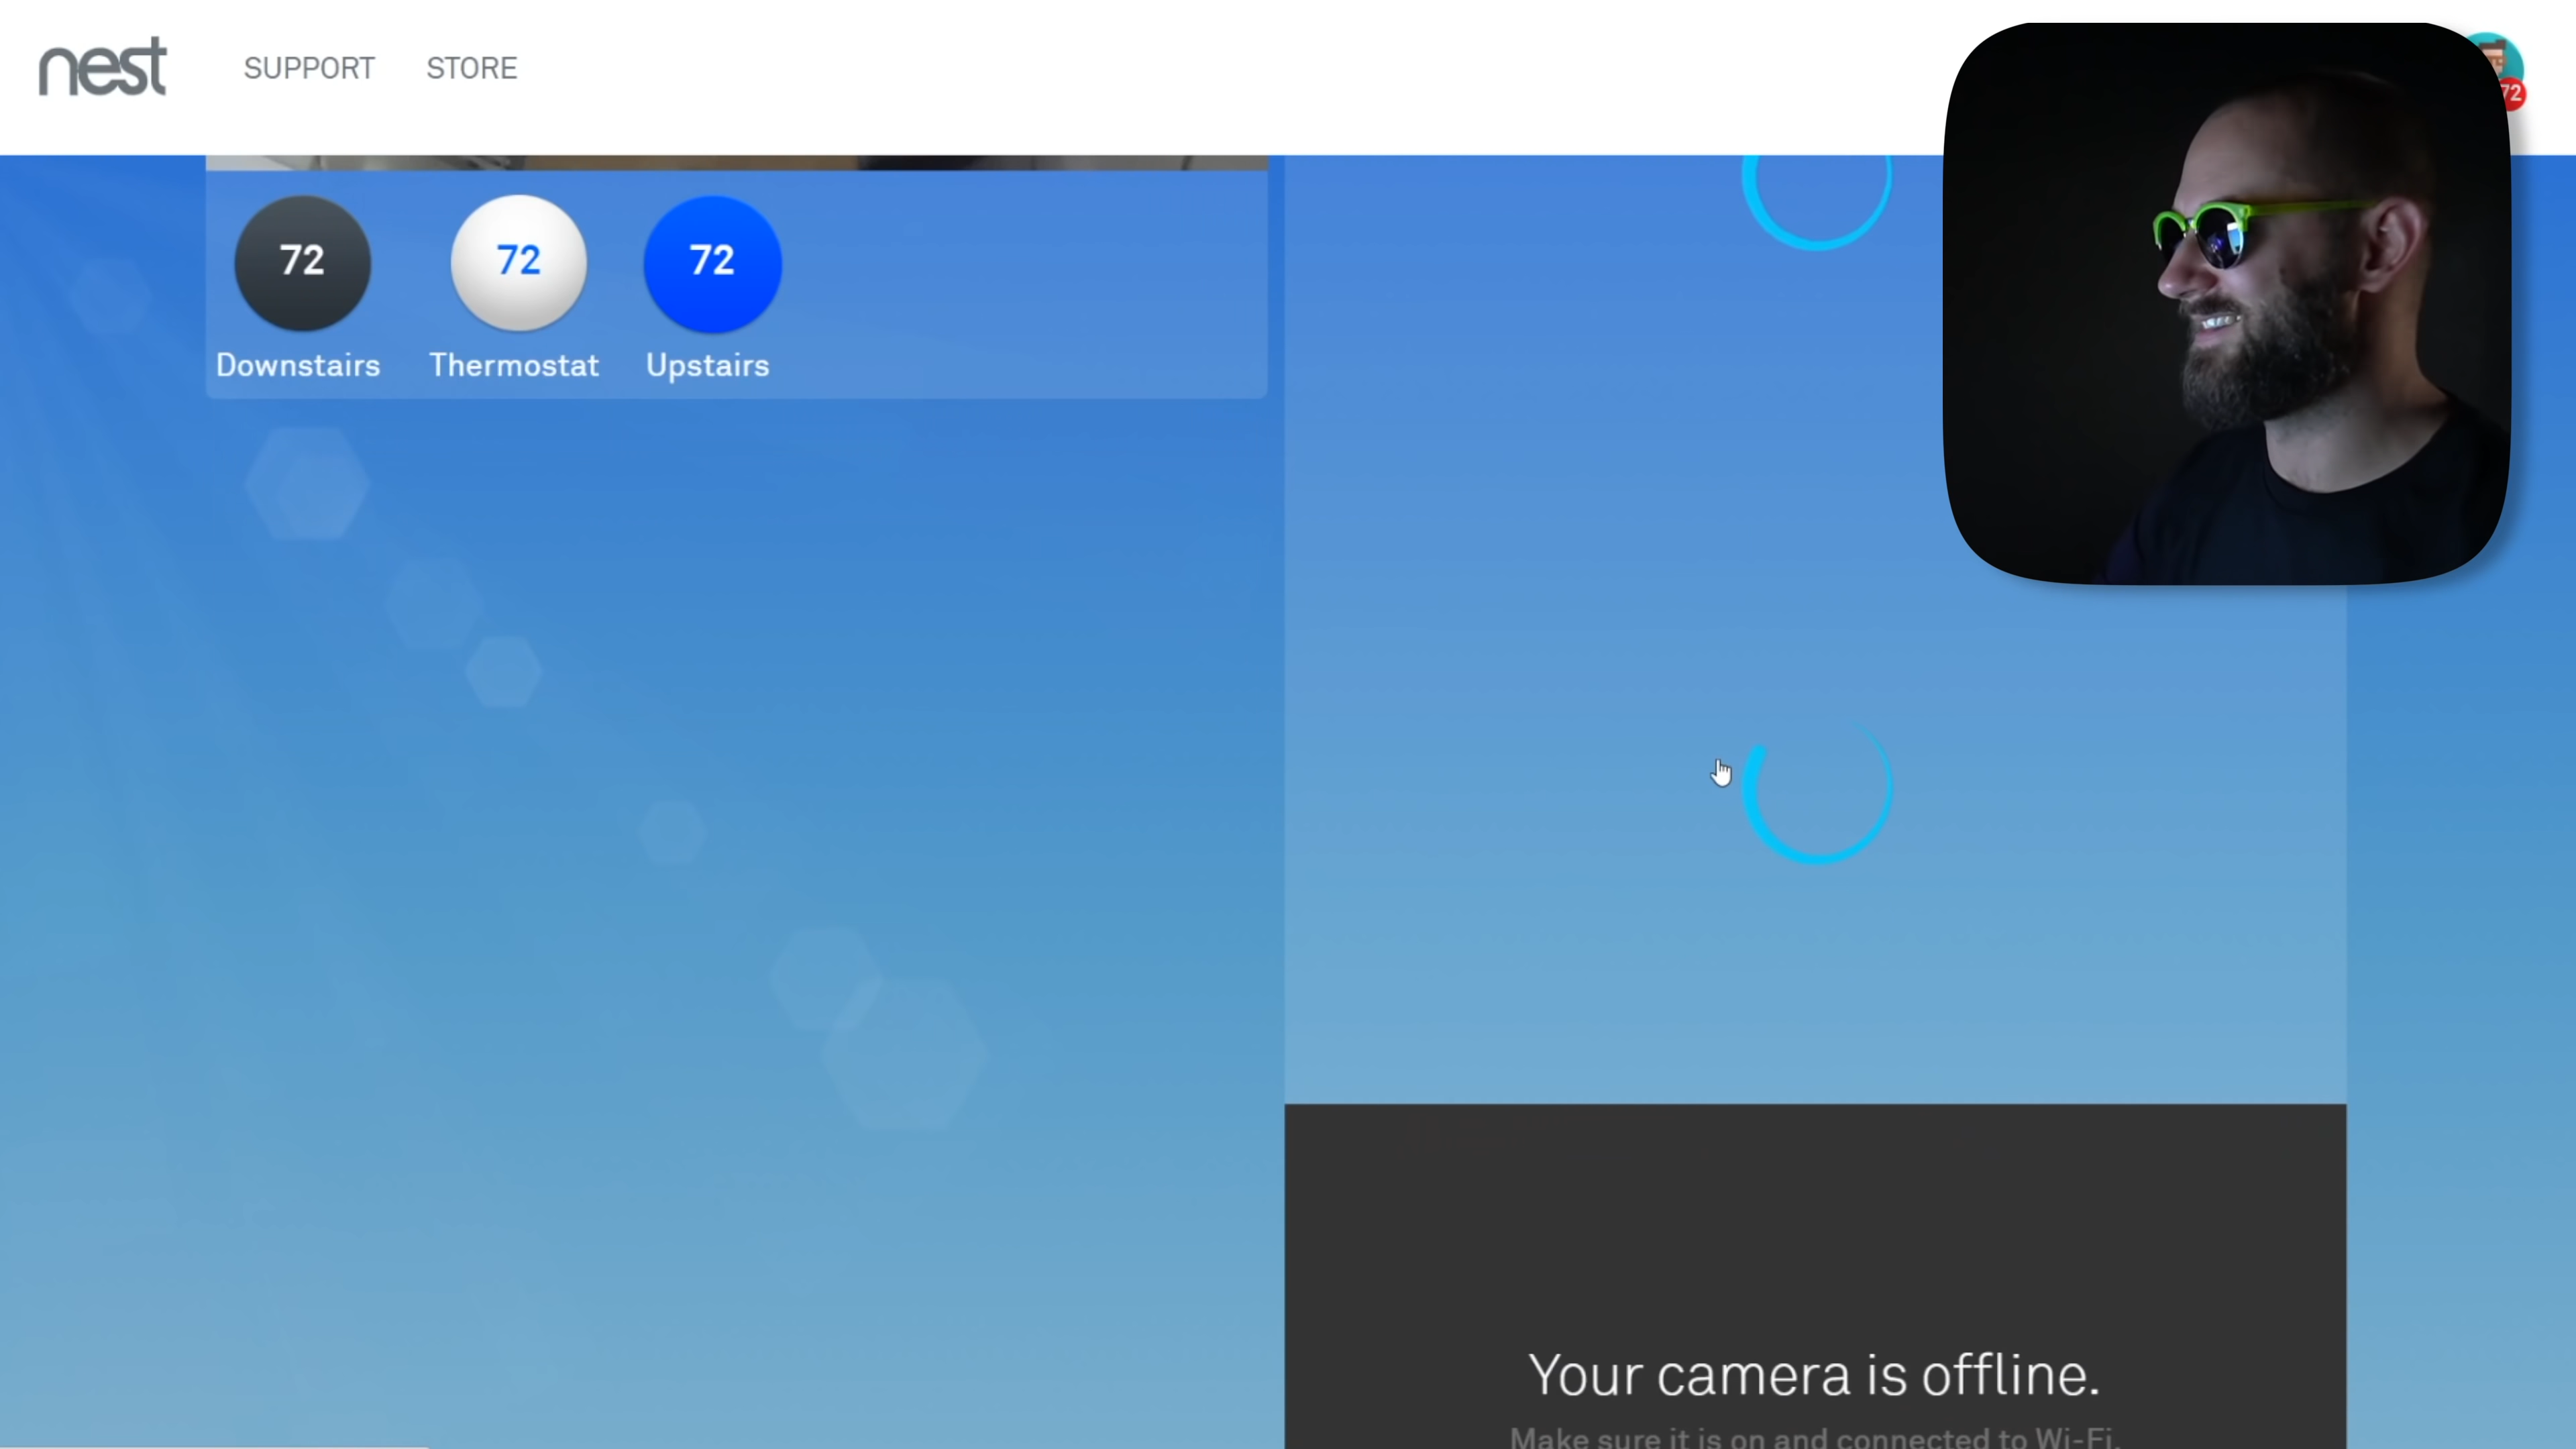 nest SUPPORT STORE
72
72 72 72
Downstairs Thermostat Upstairs
Your camera is offline.
Make sure it is on and connected to Wi-Fi.